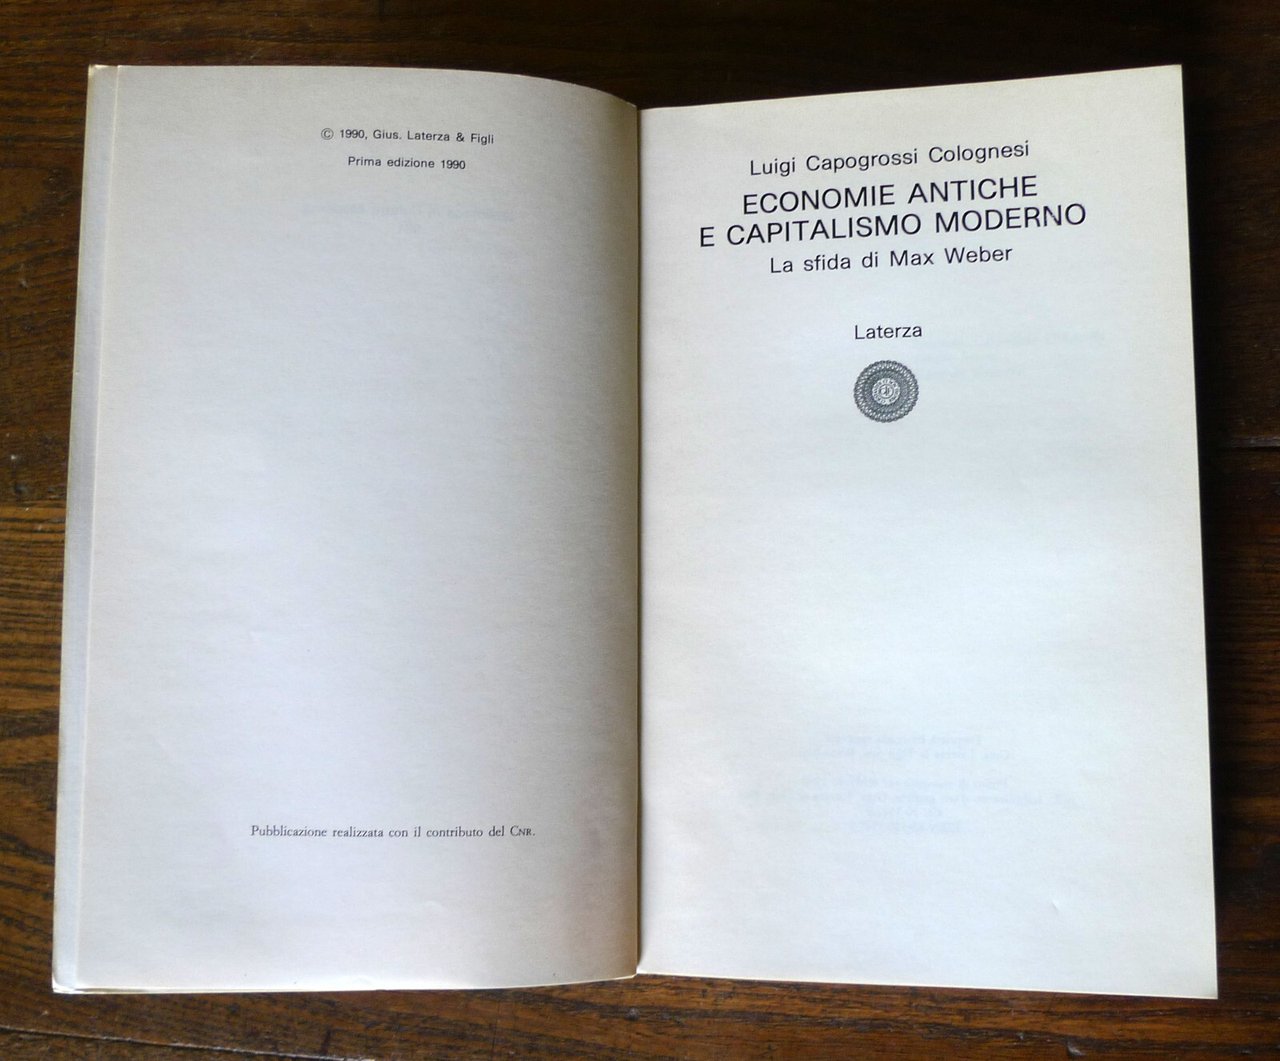 © 1990, Gius. Laterza & Figli
Prima edizione 1990
Pubblicazione realizzata con il contributo del CNR.
Luigi Capogrossi Colognesi
ECONOMIE ANTICHE
E CAPITALISMO MODERNO
La sfida di Max Weber
Laterza